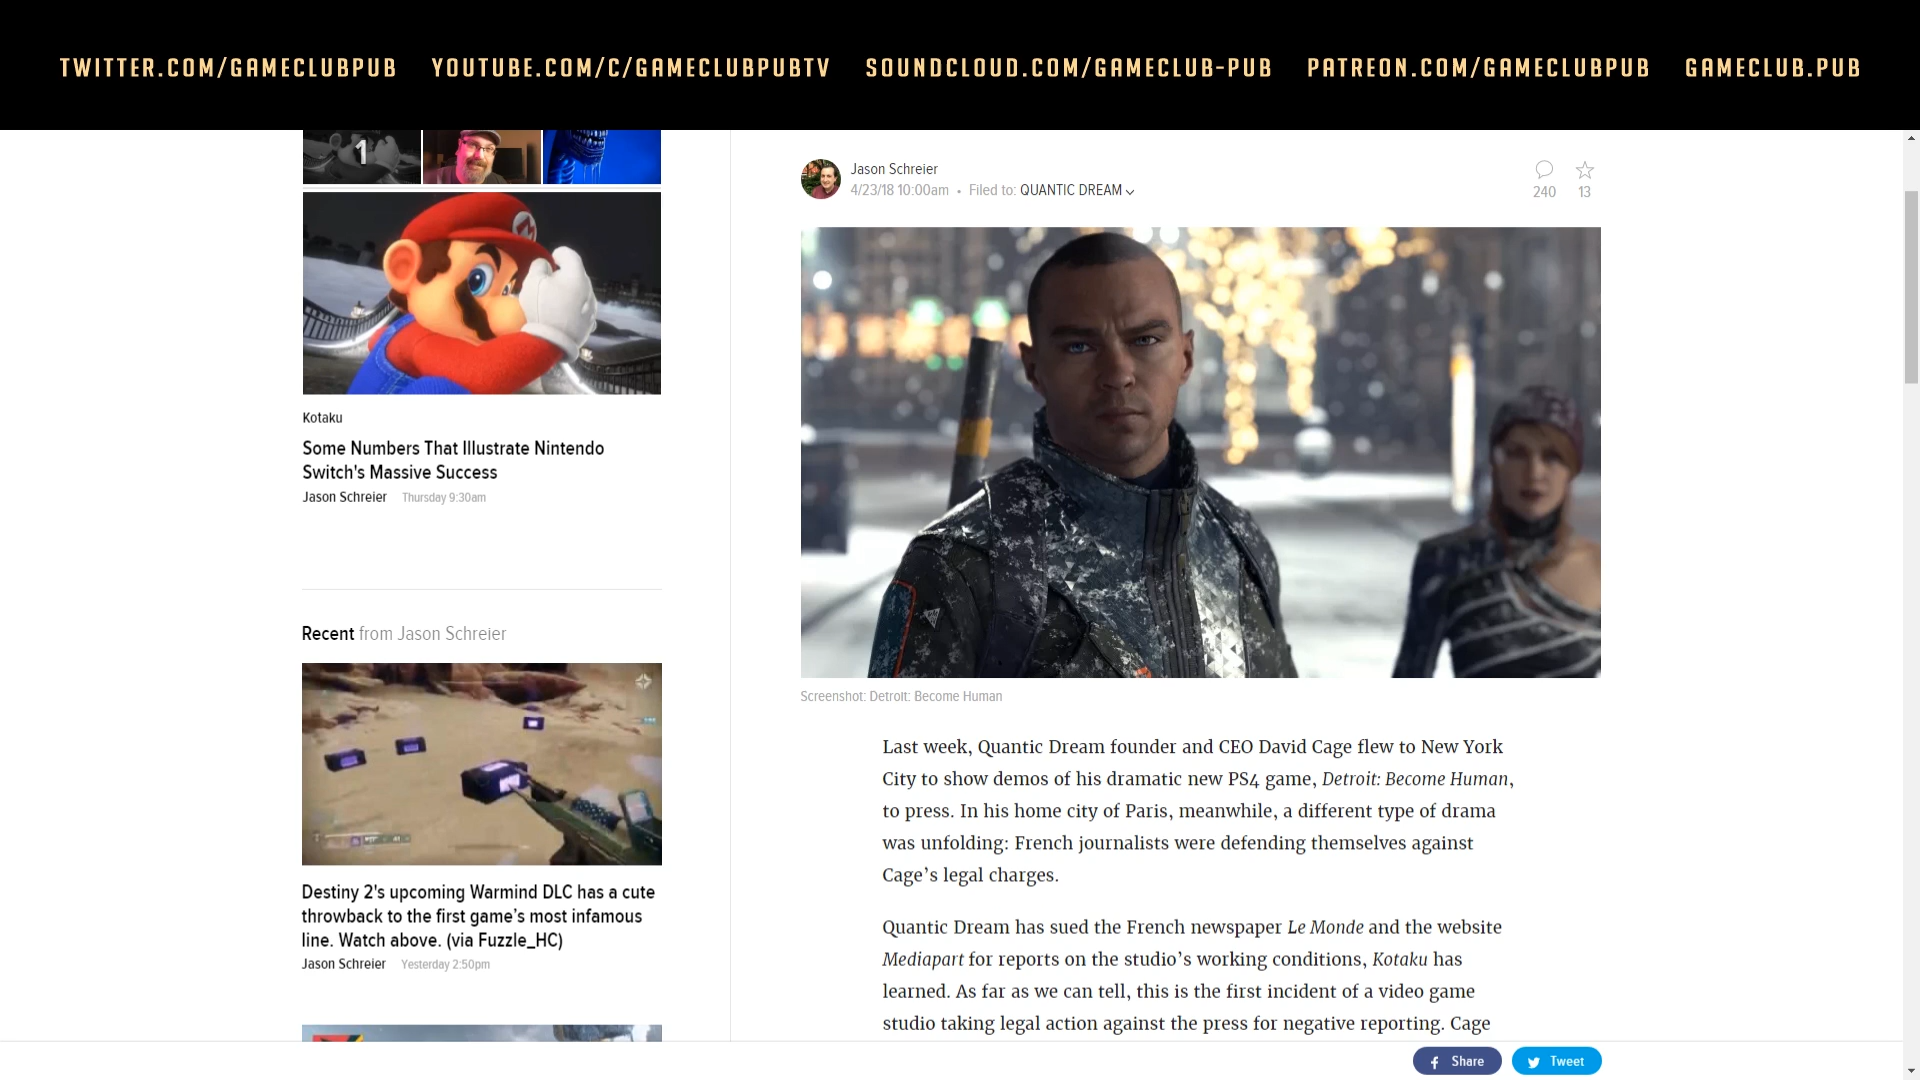 TWITTER.COM/GAMECLUBPUB YOUTUBE.COM/C/GAMECLUBPUBTV SOUNDCLOUD.COM/GAMECLUB-PUB PATREON.COM/GAMECLUBPUB GAMECLUB.PUB
1
Kotaku
Some Numbers That Illustrate Nintendo
Switch's Massive Success
Jason Schreier Thursday 9:30am
Recent from Jason Schreier
Destiny 2's upcoming Warmind DLC has a cute
throwback to the first game's most infamous
line. Watch above. (via Fuzzle_HC)
Jason Schreier Yesterday 2:50pm
Jason Schreier
4/23/18 10:00am • Filed to: QUANTIC DREAM
240 13
Screenshot: Detroit: Become Human
Last week, Quantic Dream founder and CEO David Cage flew to New York
City to show demos of his dramatic new PS4 game, Detroit: Become Human,
to press. In his home city of Paris, meanwhile, a different type of drama
was unfolding: French journalists were defending themselves against
Cage’s legal charges.
Quantic Dream has sued the French newspaper Le Monde and the website
Mediapart for reports on the studio’s working conditions, Kotaku has
learned. As far as we can tell, this is the first incident of a video game
studio taking legal action against the press for negative reporting. Cage
Share Tweet